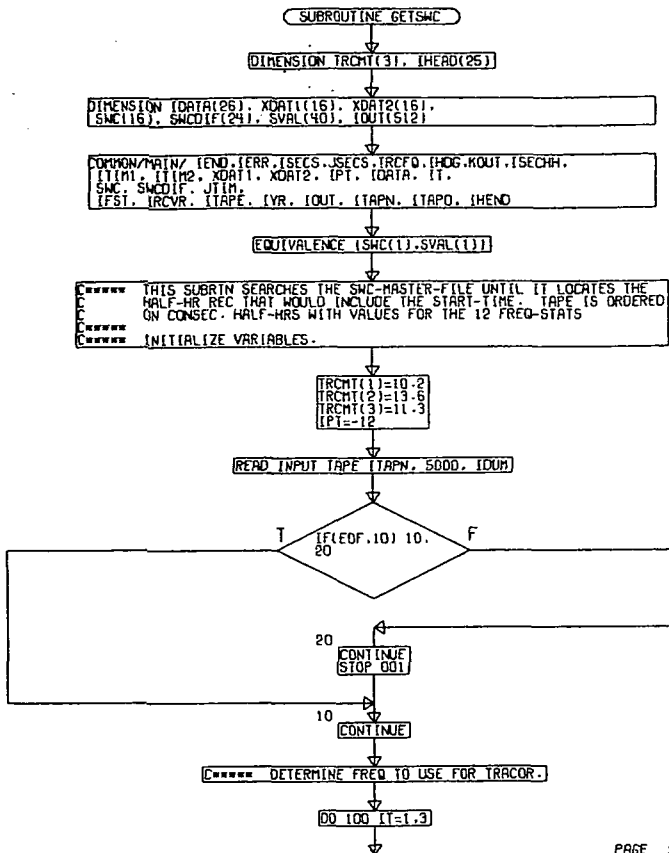 SUBROUTINE GETSWC
DIMENSION TRCMT(3), IHEAD(25)
DIMENSION IDATA(26), XDAT1(16), XDAT2(16),
SWC(16), SWCDIF(24), SVAL(40), IOUT(512)
COMMON/MAIN/ IEND,IERR,ISECS,JSECS,TRCFQ,IHDG,KOUT,ISECHH,
ITIM1, ITIM2, XDAT1, XDAT2, IPT, IDATA, IT,
SWC, SWCDIF, JTIM,
IFST, IRCVR, ITAPE, IYR, IOUT, ITAPN, ITAPO, IHEND
EQUIVALENCE (SWC(1),SVAL(1))
C***** THIS SUBRTN SEARCHES THE SWC-MASTER-FILE UNTIL IT LOCATES THE
C HALF-HR REC THAT WOULD INCLUDE THE START-TIME. TAPE IS ORDERED
C ON CONSEC. HALF-HRS WITH VALUES FOR THE 12 FREQ-STATS
C*****
C***** INITIALIZE VARIABLES.
TRCMT(1)=10.2
TRCMT(2)=13.6
TRCMT(3)=11.3
IPT=-12
READ INPUT TAPE ITAPN, 5000, IDUM
T
IF(EOF,10) 10,
20
F
20
CONTINUE
STOP 001
10
CONTINUE
C***** DETERMINE FREQ TO USE FOR TRACOR.
DO 100 IT=1,3
PAGE